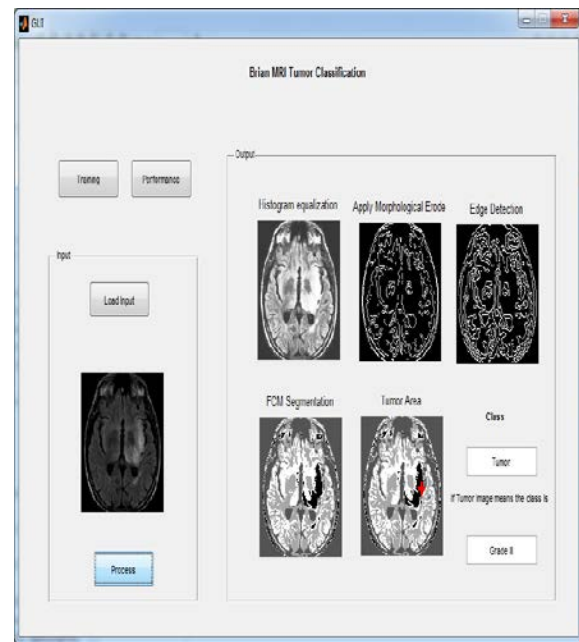 GUI
Brian MRI Tumor Classification
Training
Performance
Output
Histogram equalization
Apply Morphological Erode
Edge Detection
Input
Load Input
FCM Segmentation
Tumor Area
Class
Tumor
If Tumor image means the class is
Grade II
Process